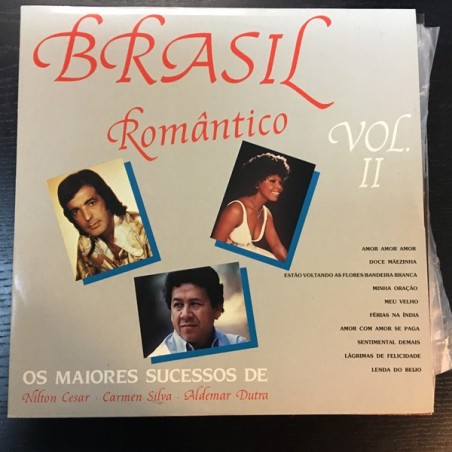 BRASIL
Romântico
VOL.
II
AMOR AMOR AMOR
DOCE MÃEZINHA
ESTÃO VOLTANDO AS FLORES/BANDEIRA BRANCA
MINHA ORAÇÃO
MEU VELHO
FÉRIAS NA ÍNDIA
AMOR COM AMOR SE PAGA
SENTIMENTAL DEMAIS
LÁGRIMAS DE FELICIDADE
LENDA DO BEIJO
OS MAIORES SUCESSOS DE
Nilton Cesar - Carmen Silva - Aldemar Dutra